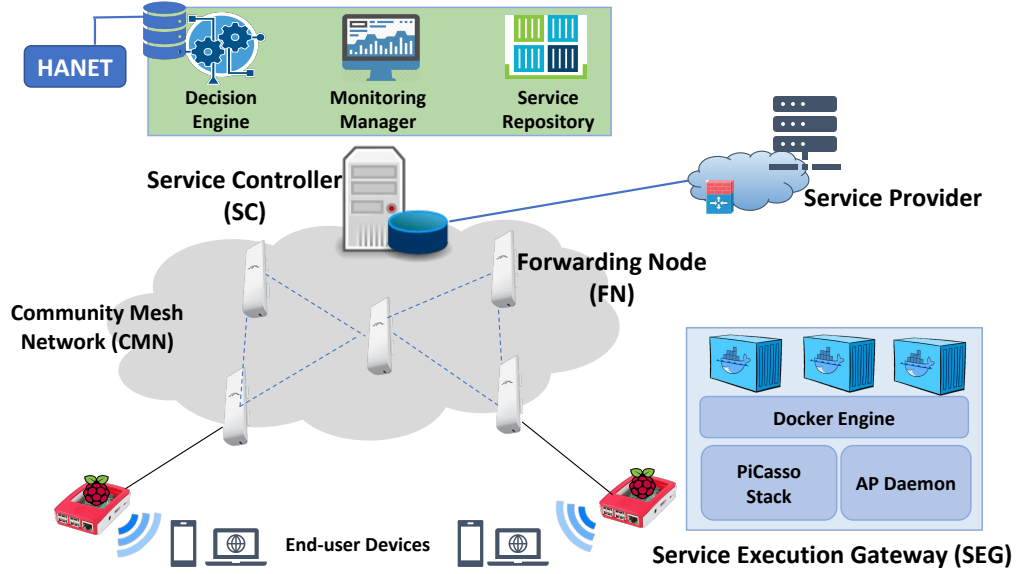 HANET
Decision
Engine
Monitoring
Manager
Service
Repository
Service Controller
(SC)
Service Provider
Forwarding Node
(FN)
Community Mesh
Network (CMN)
Docker Engine
PiCasso
Stack
AP Daemon
End-user Devices
Service Execution Gateway (SEG)